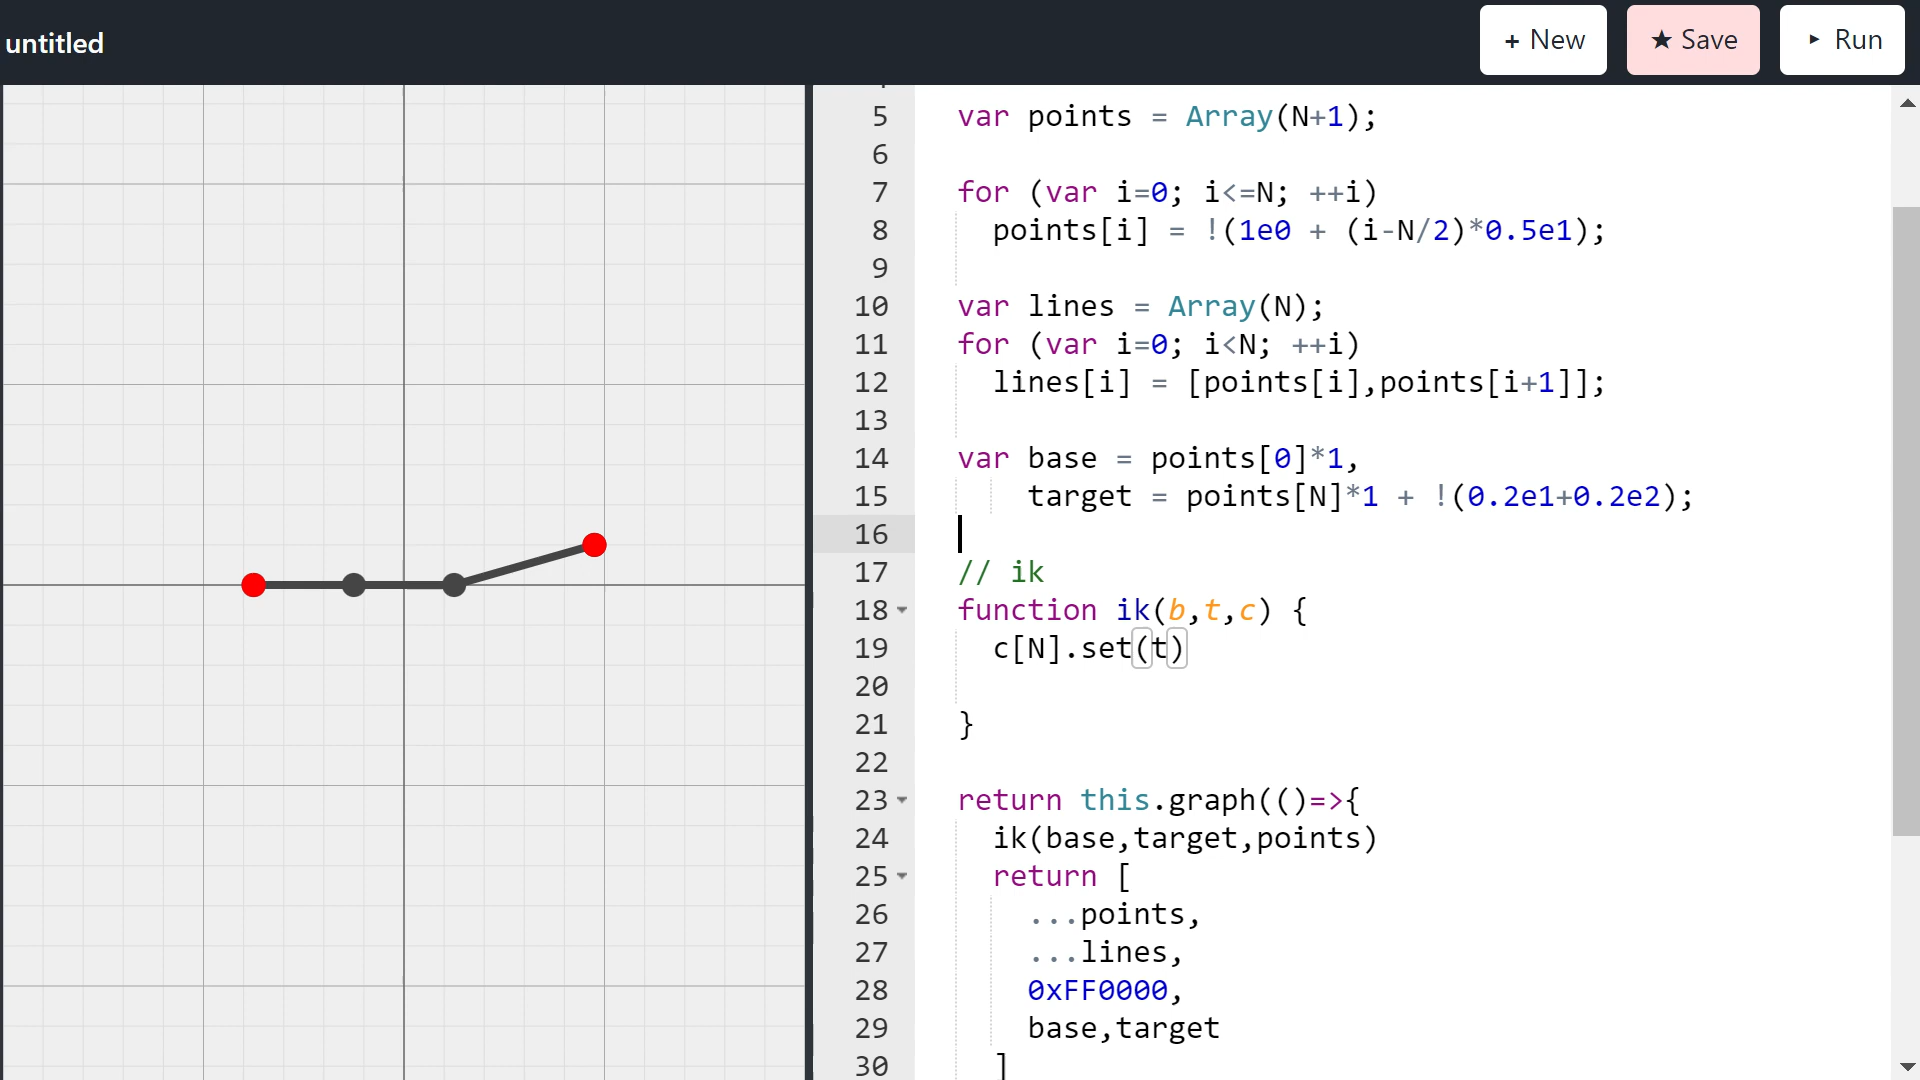 untitled
+ New
★ Save
‣ Run
5 var points = Array(N+1);
6
7 for (var i=0; i<=N; ++i)
8 points[i] = !(1e0 + (i-N/2)*0.5e1);
9
10 var lines = Array(N);
11 for (var i=0; i<N; ++i)
12 lines[i] = [points[i],points[i+1]];
13
14 var base = points[0]*1,
15 target = points[N]*1 + !(0.2e1+0.2e2);
16
17 // ik
18 function ik(b,t,c) {
19 c[N].set(t)
20
21 }
22
23 return this.graph(()=>{
24 ik(base,target,points)
25 return [
26 ...points,
27 ...lines,
28 0xFF0000,
29 base,target
30 ]